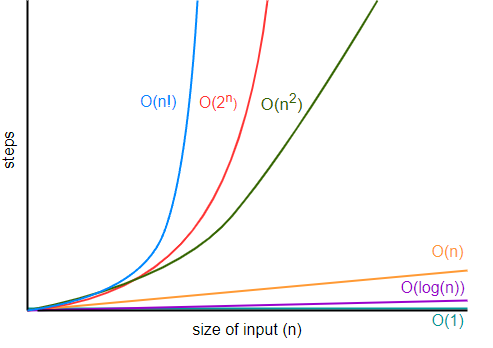 O(n!)
O(2ⁿ)
O(n²)
steps
O(n)
O(log(n))
O(1)
size of input (n)